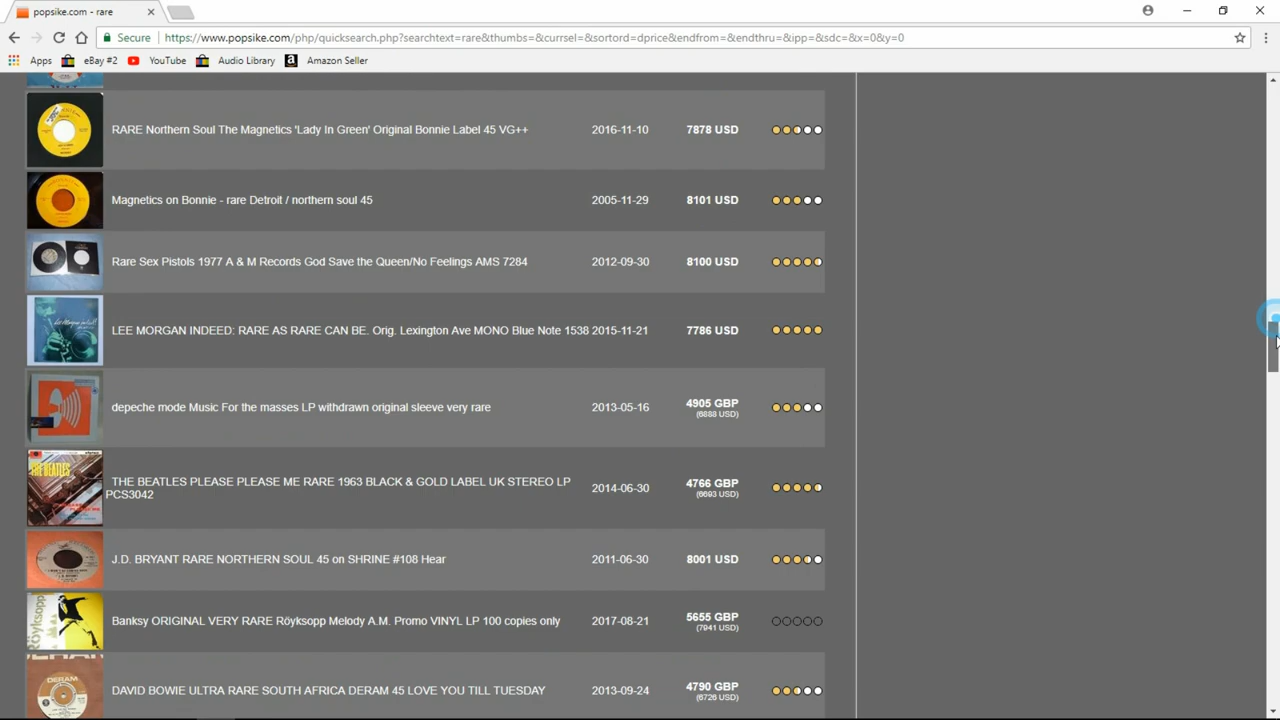 popsike.com - rare
Secure https://www.popsike.com/php/quicksearch.php?searchtext=rare&thumbs=&currsel=&sortord=dprice&endfrom=&endthru=&ipp=&sdc=&x=0&y=0
Apps eBay #2 YouTube Audio Library Amazon Seller
RARE Northern Soul The Magnetics 'Lady In Green' Original Bonnie Label 45 VG++ 2016-11-10 7878 USD
Magnetics on Bonnie - rare Detroit / northern soul 45 2005-11-29 8101 USD
Rare Sex Pistols 1977 A & M Records God Save the Queen/No Feelings AMS 7284 2012-09-30 8100 USD
LEE MORGAN INDEED: RARE AS RARE CAN BE. Orig. Lexington Ave MONO Blue Note 1538 2015-11-21 7786 USD
depeche mode Music For the masses LP withdrawn original sleeve very rare 2013-05-16 4905 GBP
(6888 USD)
THE BEATLES
THE BEATLES PLEASE PLEASE ME RARE 1963 BLACK & GOLD LABEL UK STEREO LP
PCS3042 2014-06-30 4766 GBP
(6693 USD)
J.D. BRYANT RARE NORTHERN SOUL 45 on SHRINE #108 Hear 2011-06-30 8001 USD
Röyksopp
Banksy ORIGINAL VERY RARE Röyksopp Melody A.M. Promo VINYL LP 100 copies only 2017-08-21 5655 GBP
(7941 USD)
DERAM
DAVID BOWIE ULTRA RARE SOUTH AFRICA DERAM 45 LOVE YOU TILL TUESDAY 2013-09-24 4790 GBP
(6726 USD)